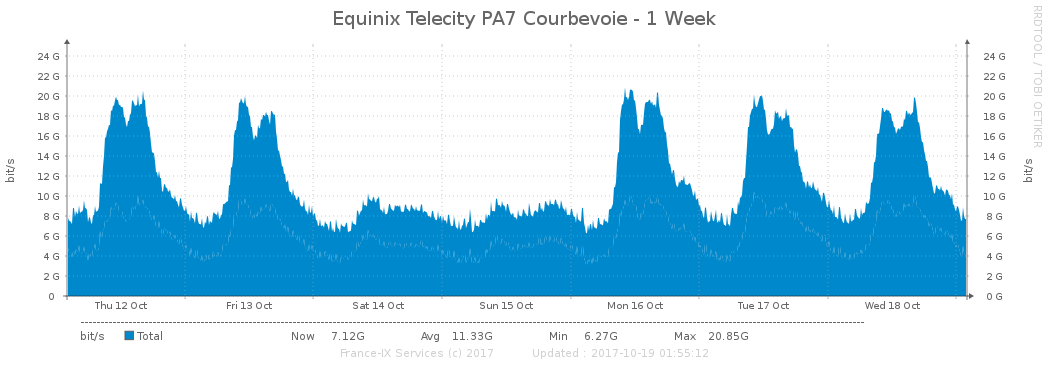 Equinix Telecity PA7 Courbevoie - 1 Week
RRDTOOL / TOBI OETIKER
24 G 24 G
22 G 22 G
20 G 20 G
18 G 18 G
16 G 16 G
14 G 14 G
12 G 12 G
10 G 10 G
8 G 8 G
6 G 6 G
4 G 4 G
2 G 2 G
0 0 G
bit/s
bit/s
Thu 12 Oct Fri 13 Oct Sat 14 Oct Sun 15 Oct Mon 16 Oct Tue 17 Oct Wed 18 Oct
bit/s Total Now 7.12G Avg 11.33G Min 6.27G Max 20.85G
France-IX Services (c) 2017 Updated : 2017-10-19 01:55:12